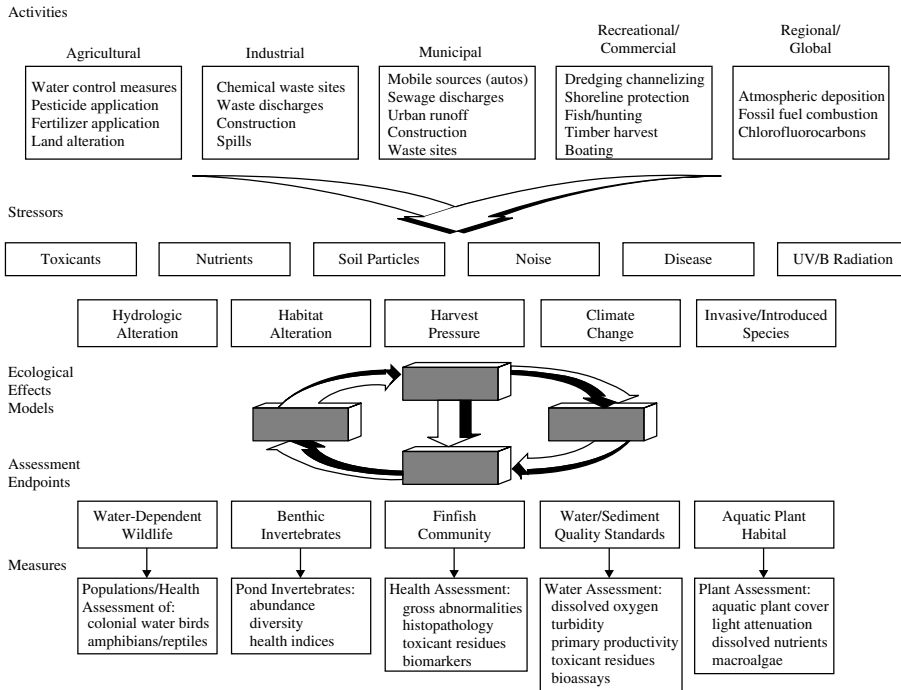 Activities
Agricultural
Industrial
Municipal
Recreational/
Commercial
Regional/
Global
Water control measures
Pesticide application
Fertilizer application
Land alteration
Chemical waste sites
Waste discharges
Construction
Spills
Mobile sources (autos)
Sewage discharges
Urban runoff
Construction
Waste sites
Dredging channelizing
Shoreline protection
Fish/hunting
Timber harvest
Boating
Atmospheric deposition
Fossil fuel combustion
Chlorofluorocarbons
Stressors
Toxicants
Nutrients
Soil Particles
Noise
Disease
UV/B Radiation
Hydrologic
Alteration
Habitat
Alteration
Harvest
Pressure
Climate
Change
Invasive/Introduced
Species
Ecological
Effects
Models
Assessment
Endpoints
Water-Dependent
Wildlife
Benthic
Invertebrates
Finfish
Community
Water/Sediment
Quality Standards
Aquatic Plant
Habital
Measures
Populations/Health
Assessment of:
colonial water birds
amphibians/reptiles
Pond Invertebrates:
abundance
diversity
health indices
Health Assessment:
gross abnormalities
histopathology
toxicant residues
biomarkers
Water Assessment:
dissolved oxygen
turbidity
primary productivity
toxicant residues
bioassays
Plant Assessment:
aquatic plant cover
light attenuation
dissolved nutrients
macroalgae